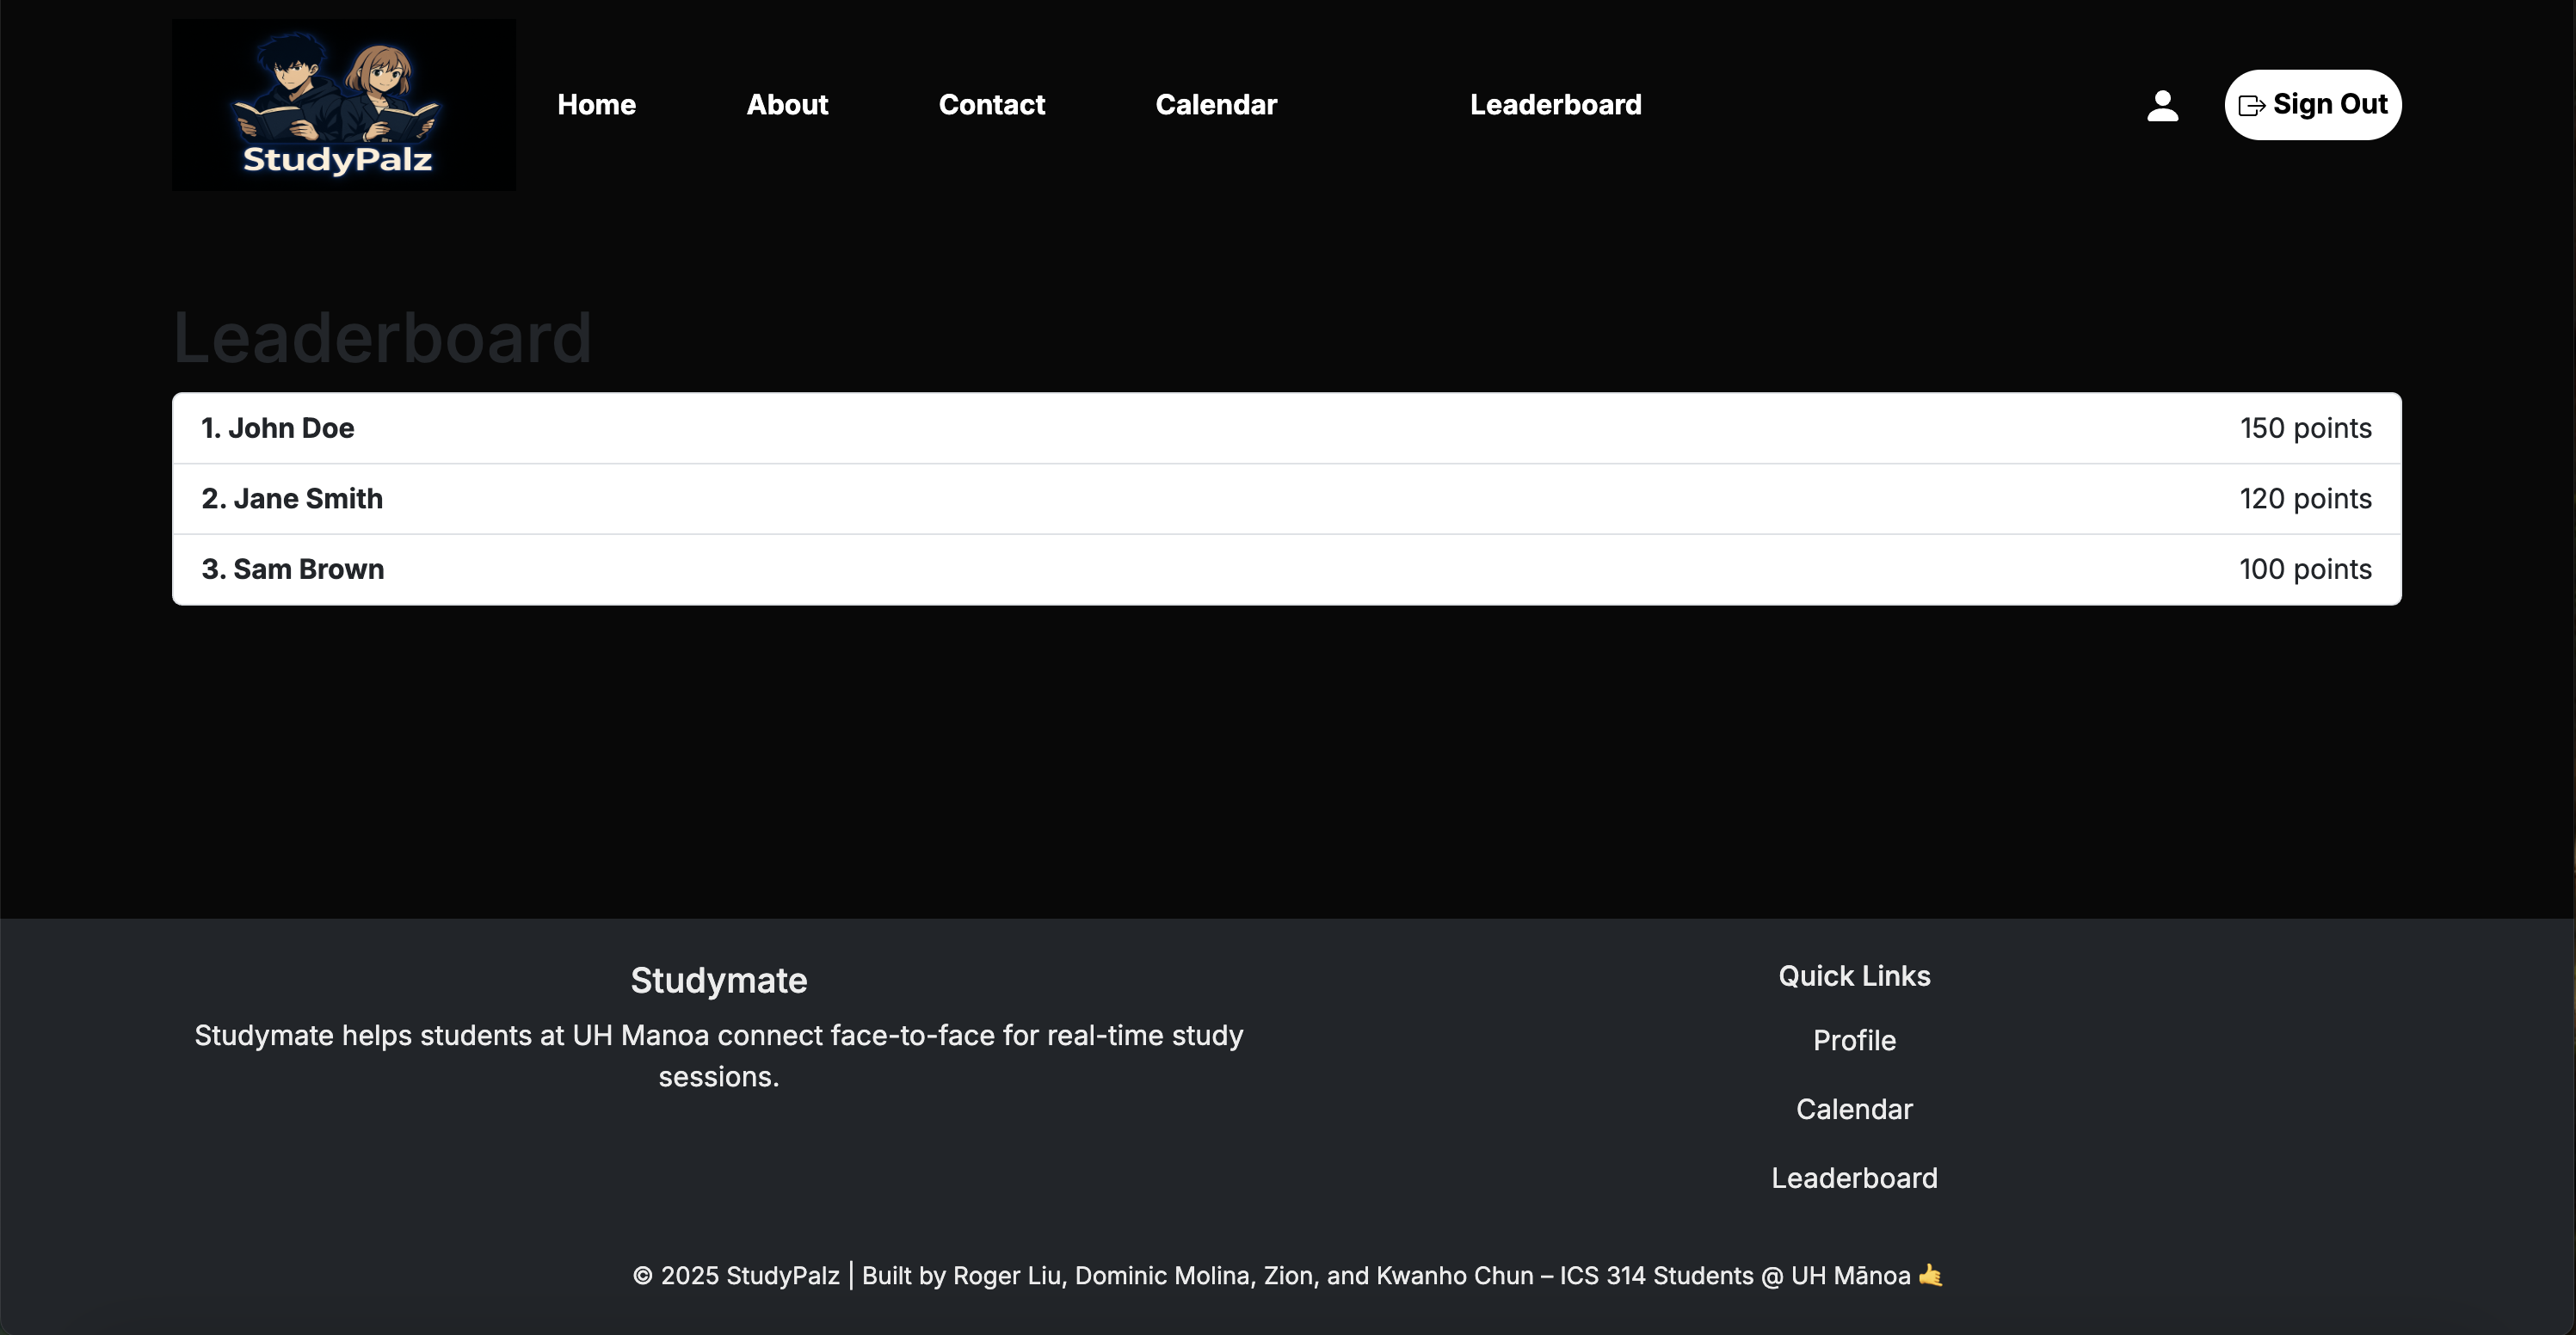 StudyPalz
Home About Contact Calendar Leaderboard Sign Out
Leaderboard
1. John Doe 150 points
2. Jane Smith 120 points
3. Sam Brown 100 points
Studymate
Studymate helps students at UH Manoa connect face-to-face for real-time study
sessions.
Quick Links
Profile
Calendar
Leaderboard
© 2025 StudyPalz | Built by Roger Liu, Dominic Molina, Zion, and Kwanho Chun – ICS 314 Students @ UH Mānoa 🤙